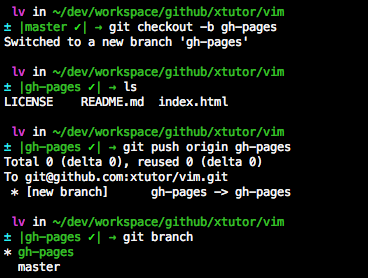 lv in ~/dev/workspace/github/xtutor/vim
± |master ✓| → git checkout -b gh-pages
Switched to a new branch 'gh-pages'
lv in ~/dev/workspace/github/xtutor/vim
± |gh-pages ✓| → ls
LICENSE    README.md  index.html
lv in ~/dev/workspace/github/xtutor/vim
± |gh-pages ✓| → git push origin gh-pages
Total 0 (delta 0), reused 0 (delta 0)
To git@github.com:xtutor/vim.git
 * [new branch]      gh-pages -> gh-pages
lv in ~/dev/workspace/github/xtutor/vim
± |gh-pages ✓| → git branch
* gh-pages
  master